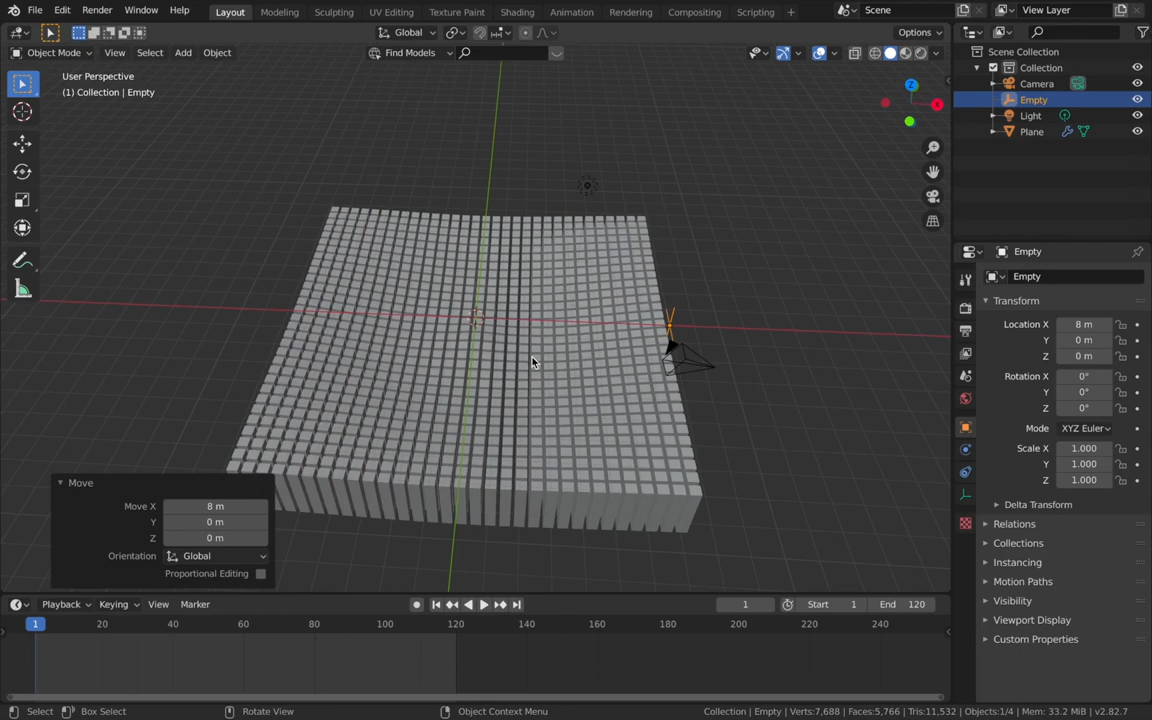 File Edit Render Window Help Layout Modeling Sculpting UV Editing Texture Paint Shading Animation Rendering Compositing Scripting + Scene View Layer
Global Options
Object Mode View Select Add Object Find Models
User Perspective
(1) Collection | Empty
Z
X
Scene Collection
Collection
Camera
Empty
Light
Plane
Empty
Empty
Transform
Location X 8 m
Y 0 m
Z 0 m
Rotation X 0°
Y 0°
Z 0°
Mode XYZ Euler
Scale X 1.000
Y 1.000
Z 1.000
Delta Transform
Relations
Collections
Instancing
Motion Paths
Visibility
Viewport Display
Custom Properties
Move
Move X 8 m
Y 0 m
Z 0 m
Orientation Global
Proportional Editing
Playback Keying View Marker 1 Start 1 End 120
1 20 40 60 80 100 120 140 160 180 200 220 240
Select Box Select Rotate View Object Context Menu Collection | Empty | Verts:7,688 | Faces:5,766 | Tris:11,532 | Objects:1/4 | Mem: 33.2 MiB | v2.82.7